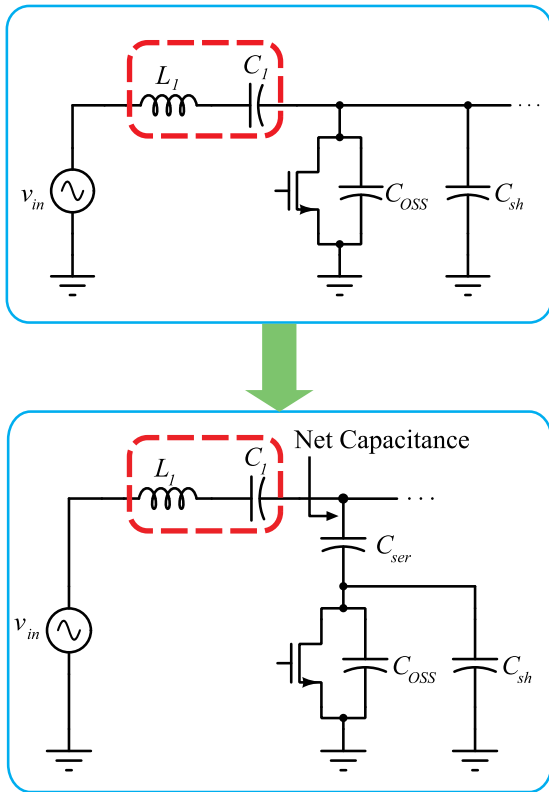 L1 C1
vin COSS Csh
...
Net Capacitance
L1 C1
...
Cser
vin COSS Csh